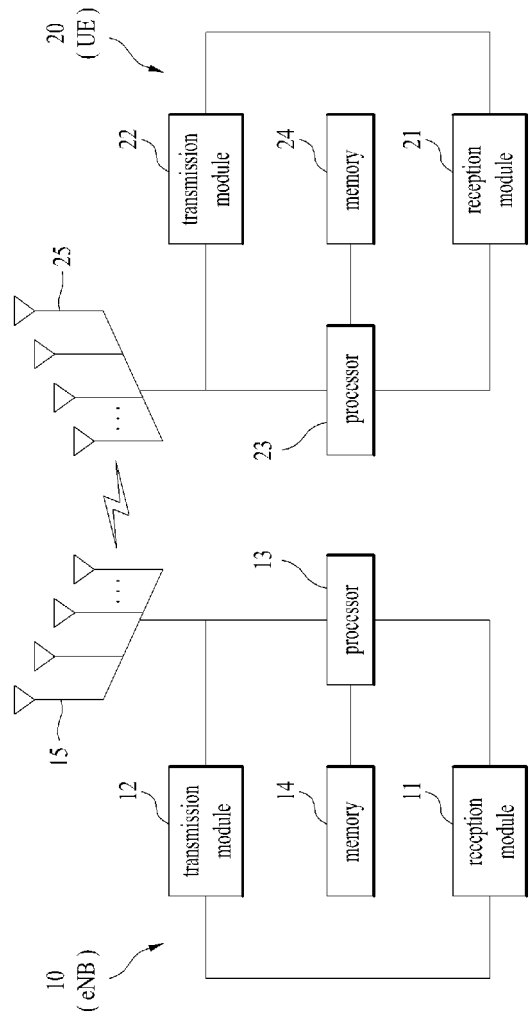 10
( eNB )
15
12
transmission
module
13
processor
14
memory
11
reception
module
20
( UE )
25
22
transmission
module
23
processor
24
memory
21
reception
module